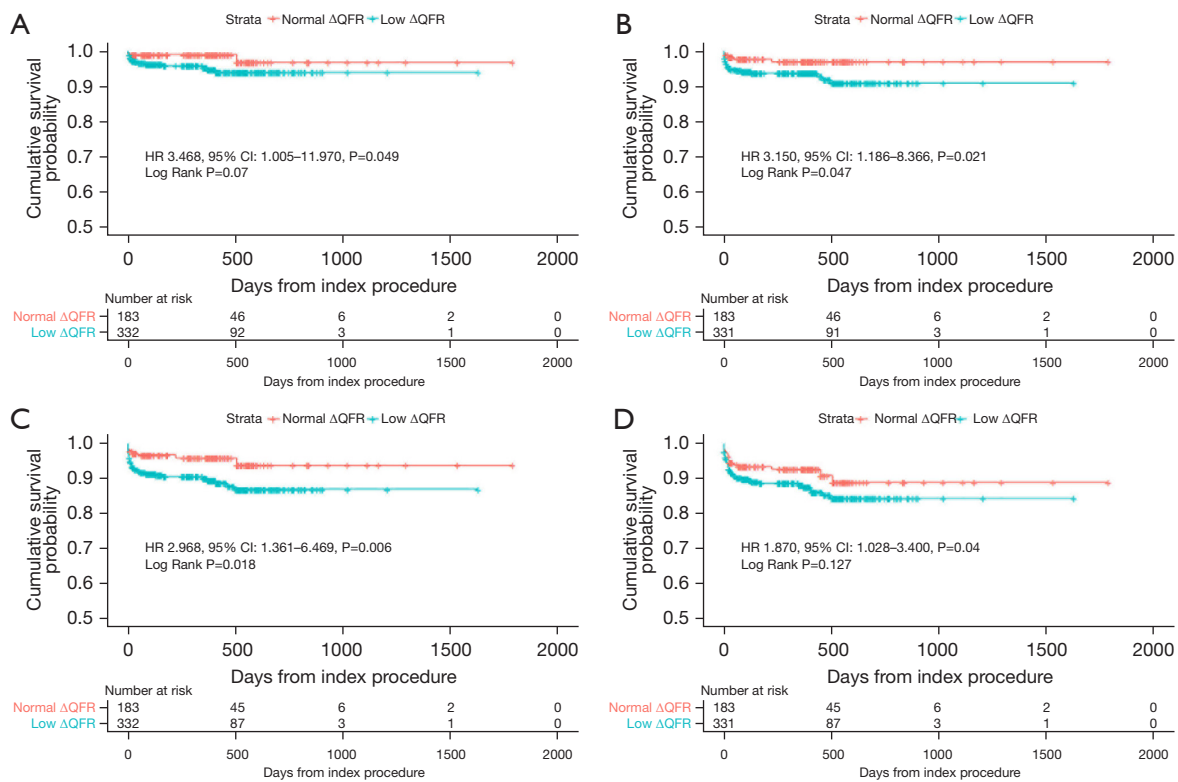 A
Strata Normal ΔQFR Low ΔQFR
Cumulative survival
probability
1.0
0.9
0.8
0.7
0.6
0.5
HR 3.468, 95% CI: 1.005–11.970, P=0.049
Log Rank P=0.07
0 500 1000 1500 2000
Days from index procedure
Number at risk
Normal ΔQFR 183 46 6 2 0
Low ΔQFR 332 92 3 1 0
0 500 1000 1500 2000
Days from index procedure
B
Strata Normal ΔQFR Low ΔQFR
Cumulative survival
probability
1.0
0.9
0.8
0.7
0.6
0.5
HR 3.150, 95% CI: 1.186–8.366, P=0.021
Log Rank P=0.047
0 500 1000 1500 2000
Days from index procedure
Number at risk
Normal ΔQFR 183 46 6 2 0
Low ΔQFR 331 91 3 1 0
0 500 1000 1500 2000
Days from index procedure
C
Strata Normal ΔQFR Low ΔQFR
Cumulative survival
probability
1.0
0.9
0.8
0.7
0.6
0.5
HR 2.968, 95% CI: 1.361–6.469, P=0.006
Log Rank P=0.018
0 500 1000 1500 2000
Days from index procedure
Number at risk
Normal ΔQFR 183 45 6 2 0
Low ΔQFR 332 87 3 1 0
0 500 1000 1500 2000
Days from index procedure
D
Strata Normal ΔQFR Low ΔQFR
Cumulative survival
probability
1.0
0.9
0.8
0.7
0.6
0.5
HR 1.870, 95% CI: 1.028–3.400, P=0.04
Log Rank P=0.127
0 500 1000 1500 2000
Days from index procedure
Number at risk
Normal ΔQFR 183 45 6 2 0
Low ΔQFR 331 87 3 1 0
0 500 1000 1500 2000
Days from index procedure